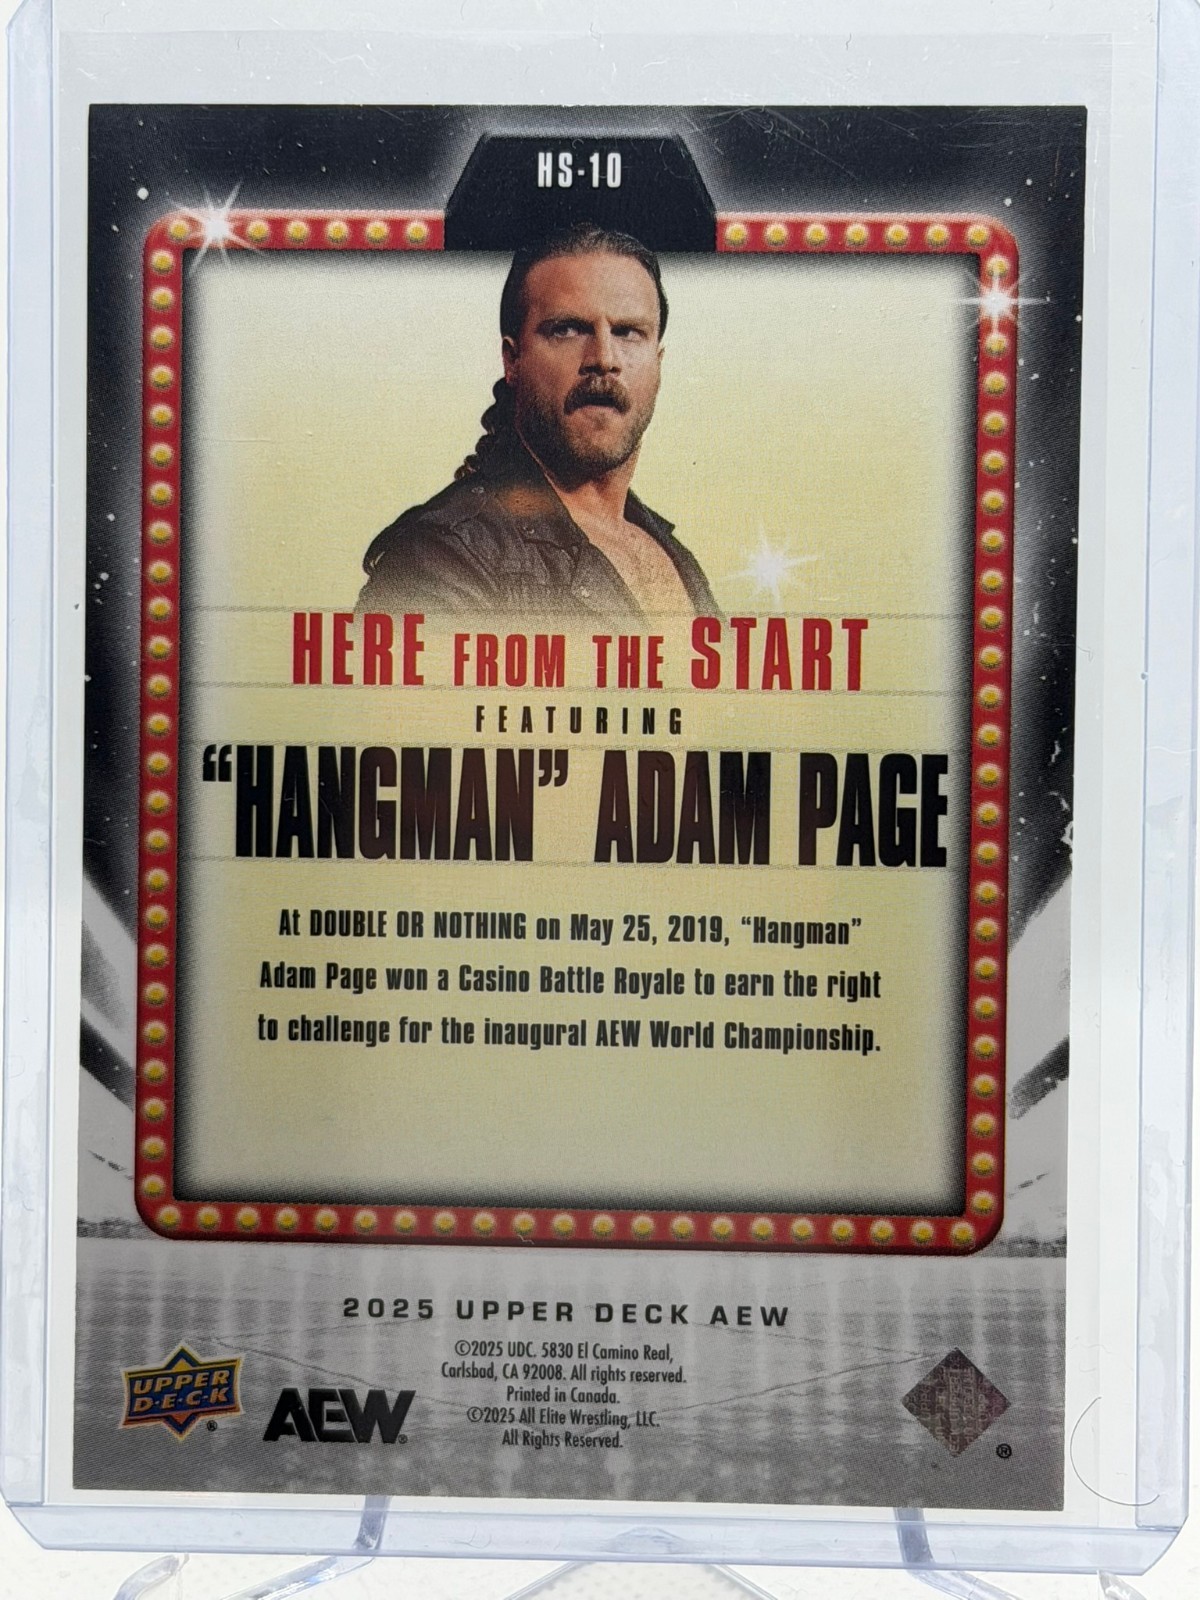 HS-10
HERE FROM THE START
FEATURING
“HANGMAN” ADAM PAGE
At DOUBLE OR NOTHING on May 25, 2019, “Hangman”
Adam Page won a Casino Battle Royale to earn the right
to challenge for the inaugural AEW World Championship.
2025 UPPER DECK AEW
©2025 UDC. 5830 El Camino Real,
Carlsbad, CA 92008. All rights reserved.
Printed in Canada.
©2025 All Elite Wrestling, LLC.
All Rights Reserved.
UPPER
D·E·C·K
®
AEW
®
®